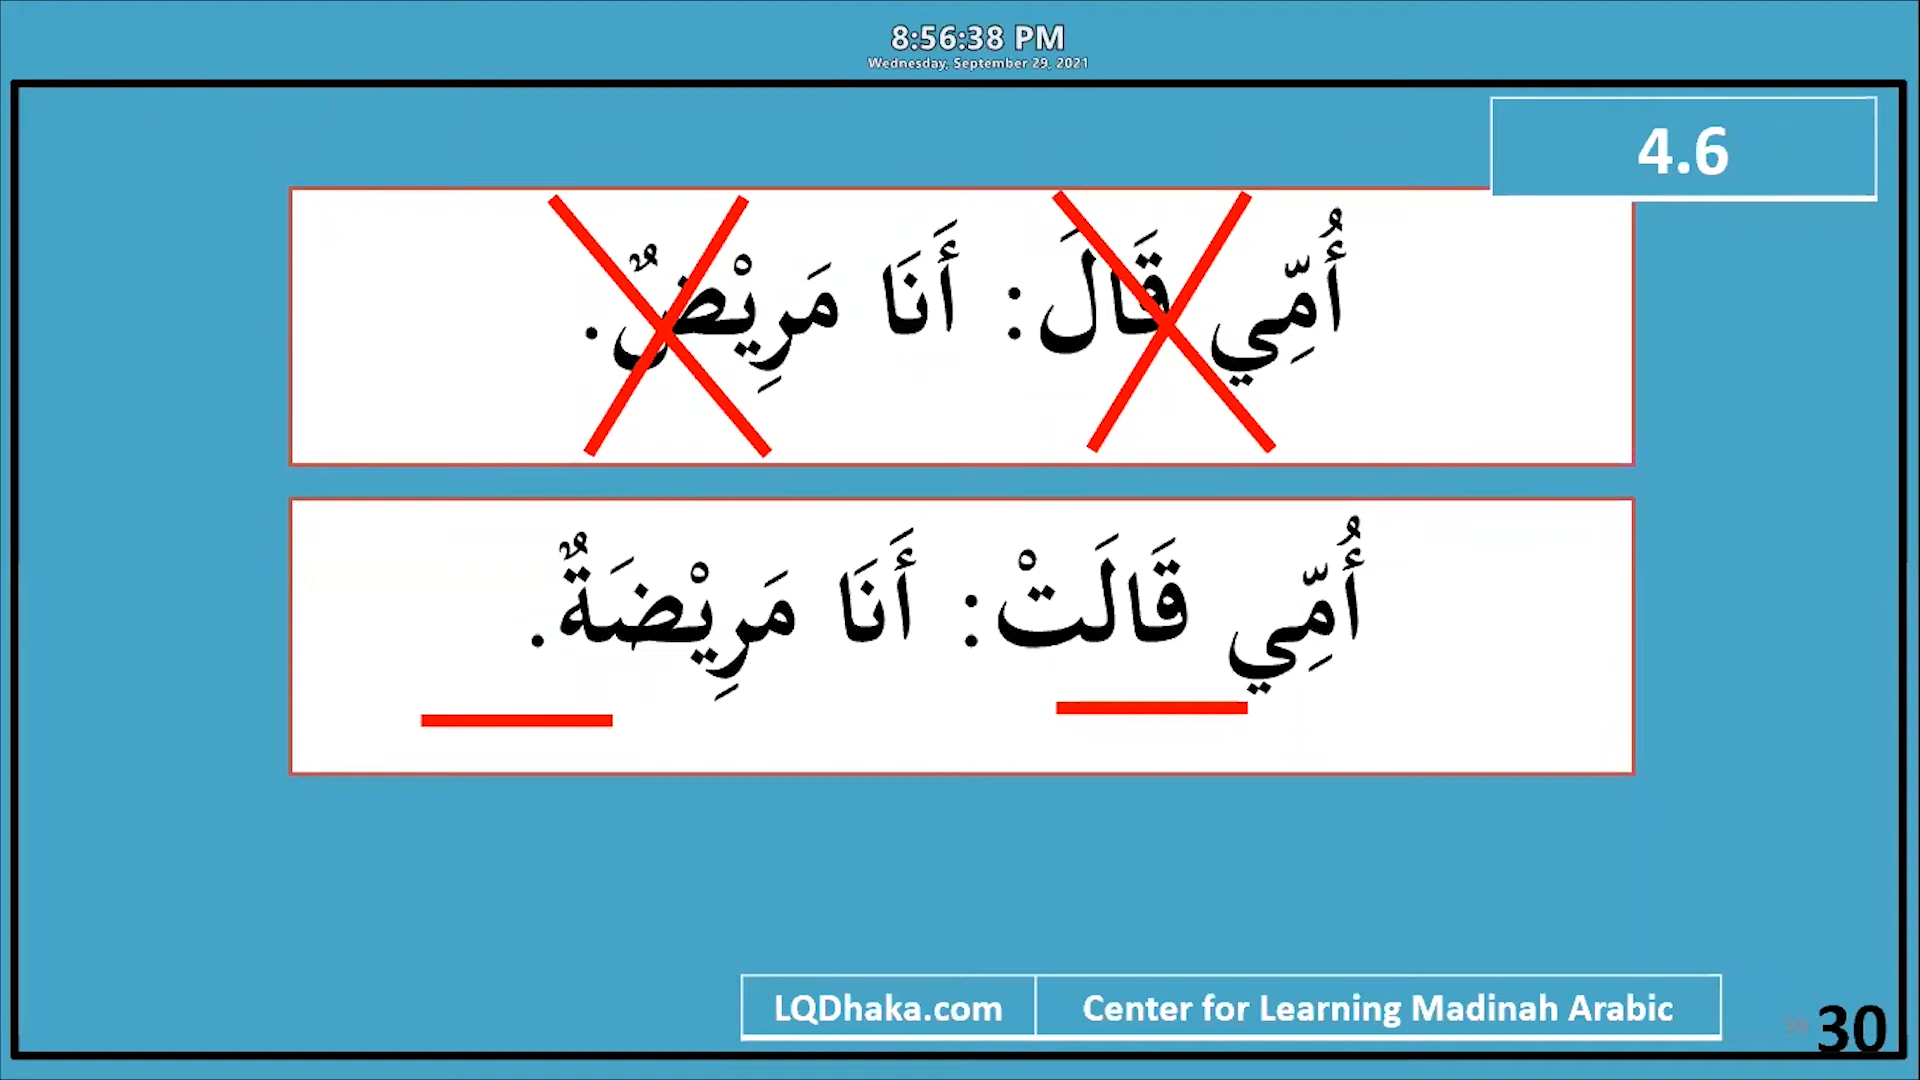 8:56:38 PM
Wednesday, September 29, 2021
4.6
أُمِّي قَالَ: أَنَا مَرِيْضٌ.
أُمِّي قَالَتْ: أَنَا مَرِيْضَةٌ.
LQDhaka.com
Center for Learning Madinah Arabic
30